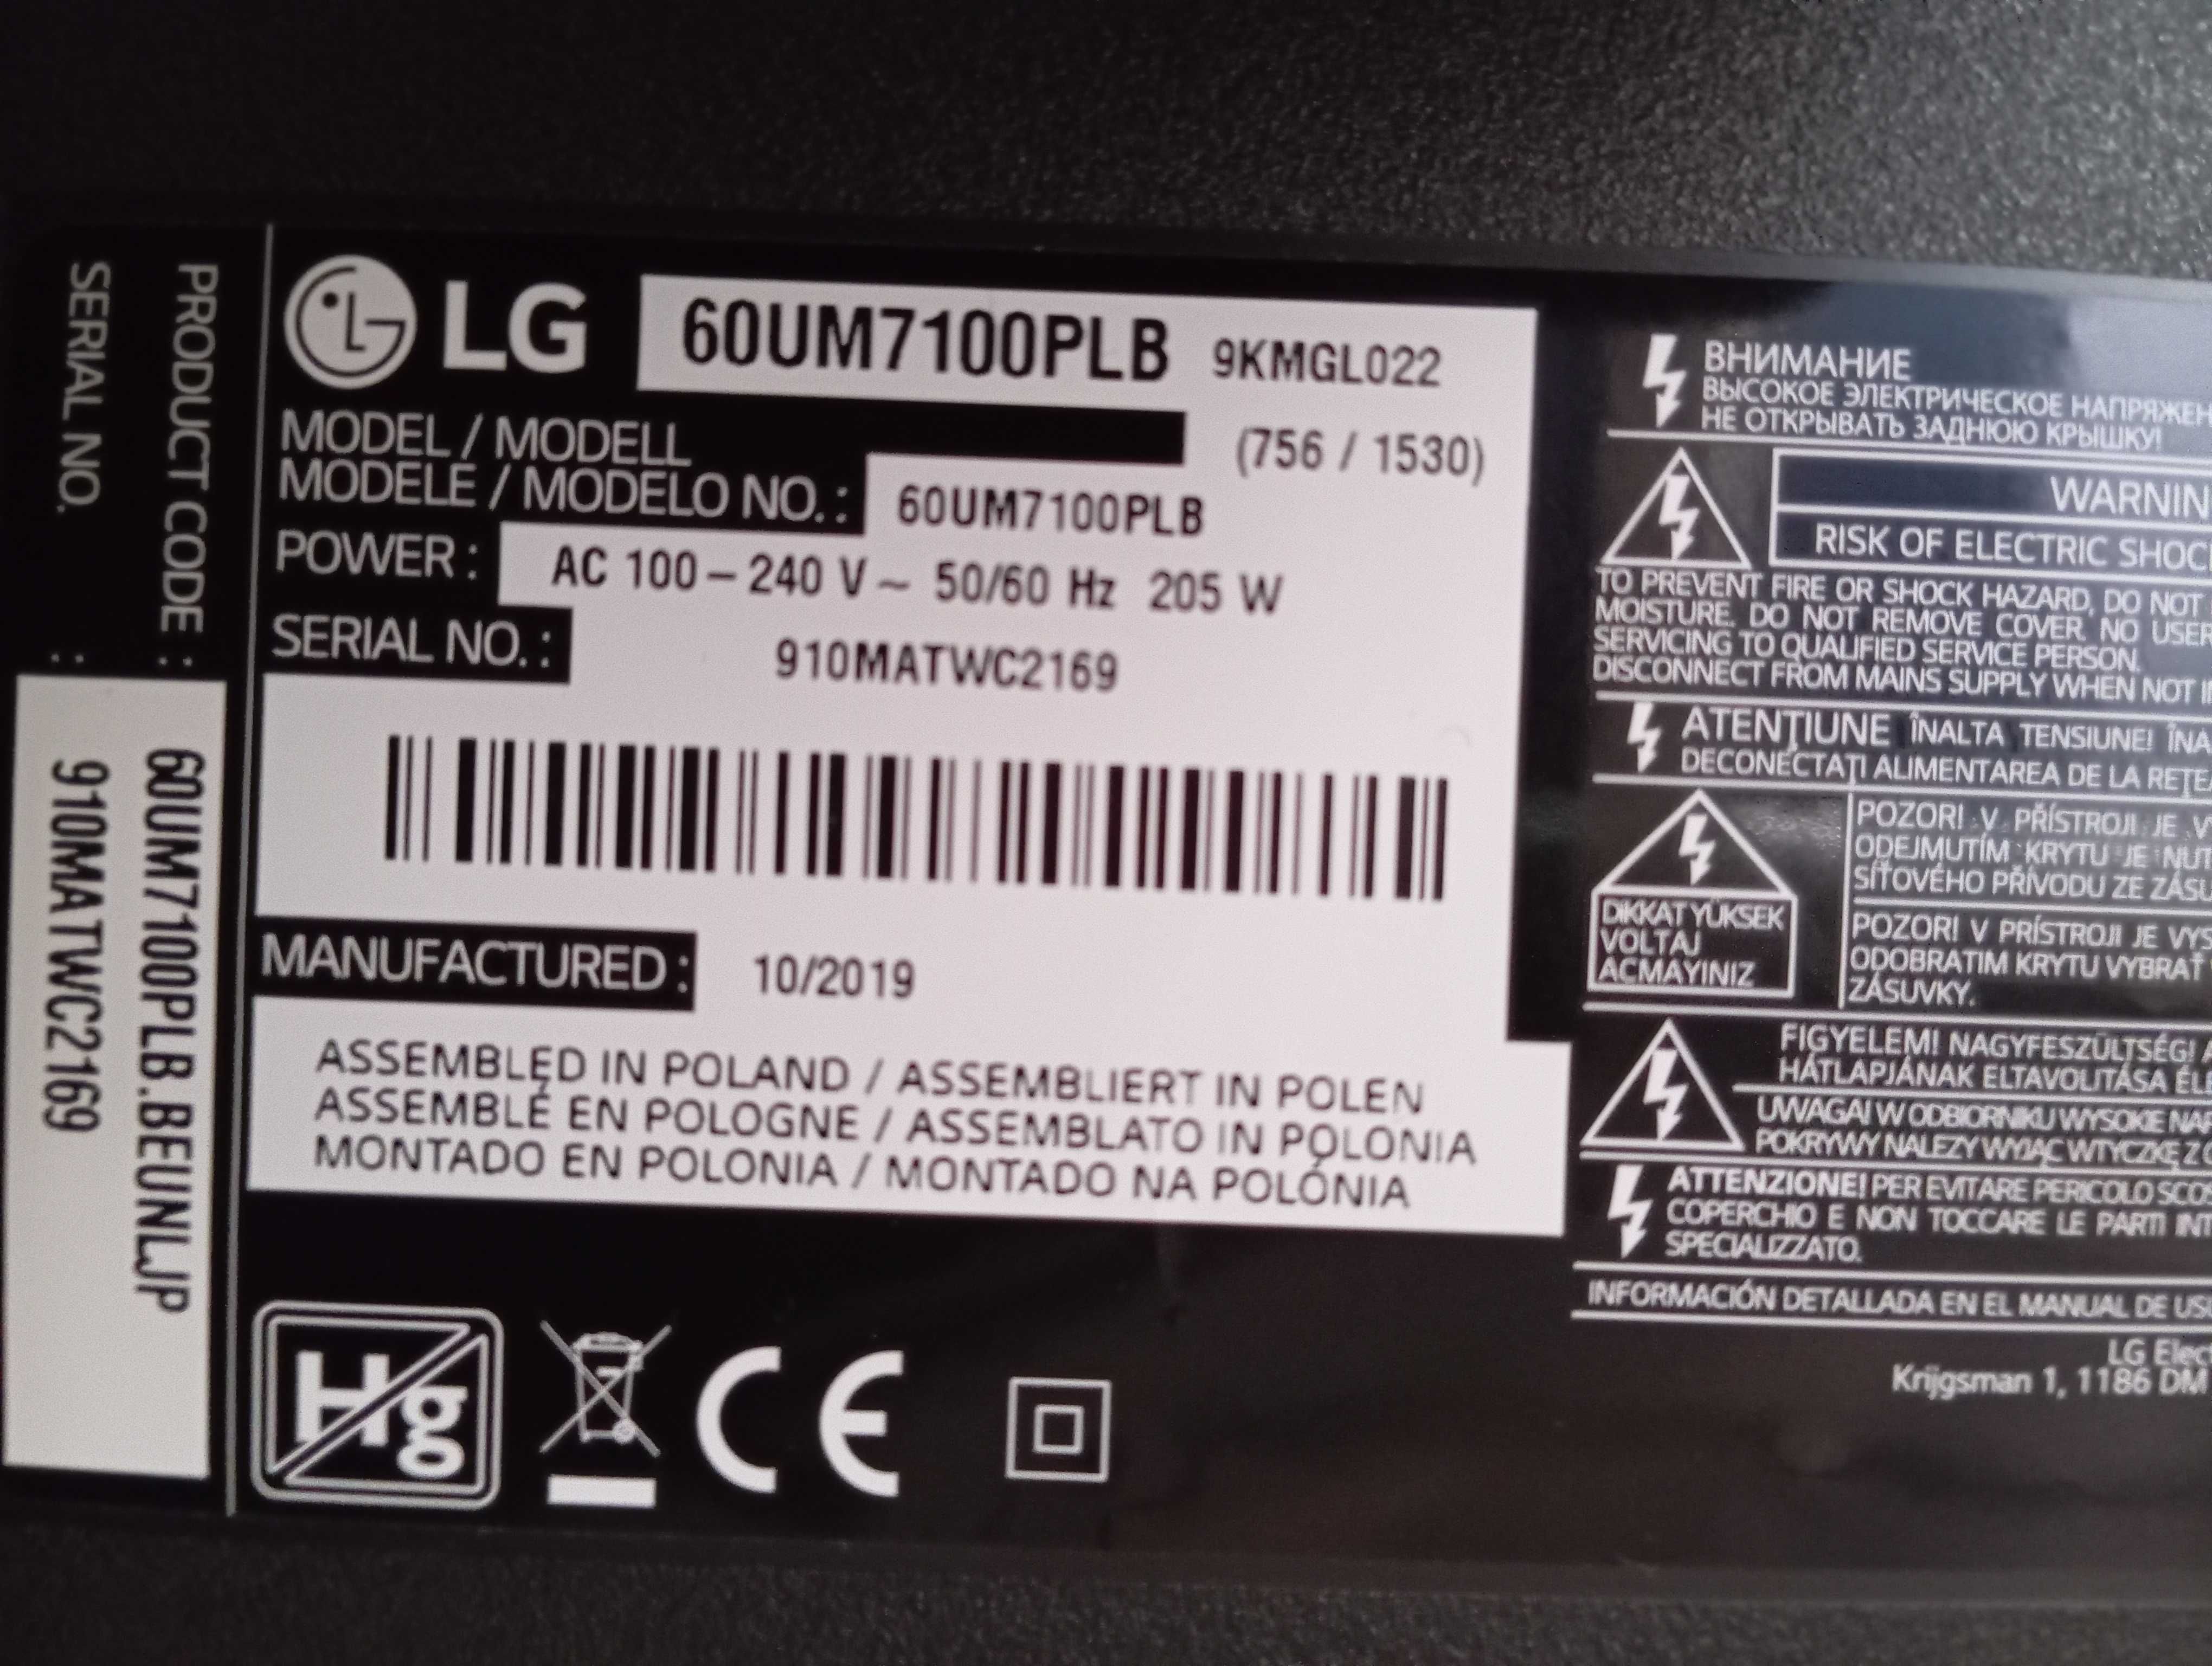 SERIAL NO. : 910MATWC2169
PRODUCT CODE : 60UM7100PLB.BEUNLJP
LG 60UM7100PLB 9KMGL022
MODEL / MODELL (756 / 1530)
MODELE / MODELO NO. : 60UM7100PLB
POWER : AC 100 – 240 V ~ 50/60 Hz 205 W
SERIAL NO. : 910MATWC2169
MANUFACTURED : 10/2019
ASSEMBLED IN POLAND / ASSEMBLIERT IN POLEN
ASSEMBLÉ EN POLOGNE / ASSEMBLATO IN POLONIA
MONTADO EN POLONIA / MONTADO NA POLÓNIA
Hg
CE
ВНИМАНИЕ
ВЫСОКОЕ ЭЛЕКТРИЧЕСКОЕ
НЕ ОТКРЫВАТЬ ЗАДНЮЮ КРЫШКУ!
RISK OF ELECTRIC
TO PREVENT FIRE OR SHOCK HAZARD, DO NOT
MOISTURE. DO NOT REMOVE COVER. NO
SERVICING TO QUALIFIED SERVICE PERSON.
DISCONNECT FROM MAINS SUPPLY WHEN NOT
ATENŢIUNE ÎNALTA TENSIUNE!
DECONECTAŢI ALIMENTAREA DE LA
DİKKAT YÜKSEK
VOLTAJ
ACMAYINIZ
POZOR! V PŘÍSTROJI JE
ODEJMUTÍM KRYTU JE
SÍŤOVÉHO PŘÍVODU ZE
POZOR! V PRÍSTROJI JE
ODOBRATIM KRYTU VYBRAŤ
ZÁSUVKY.
FIGYELEM! NAGYFESZÜLTSÉG!
HÁTLAPJÁNAK ELTAVOLITÁSA
UWAGA! W ODBIORNIKU WYSOKIE
POKRYWY NALEZY WYJĄC WTYCZKĘ
ATTENZIONE! PER EVITARE PERICOLO
COPERCHIO E NON TOCCARE LE PARTI
SPECIALIZZATO.
INFORMACIÓN DETALLADA EN EL MANUAL DE
LG
Krijgsman 1, 1186 DM